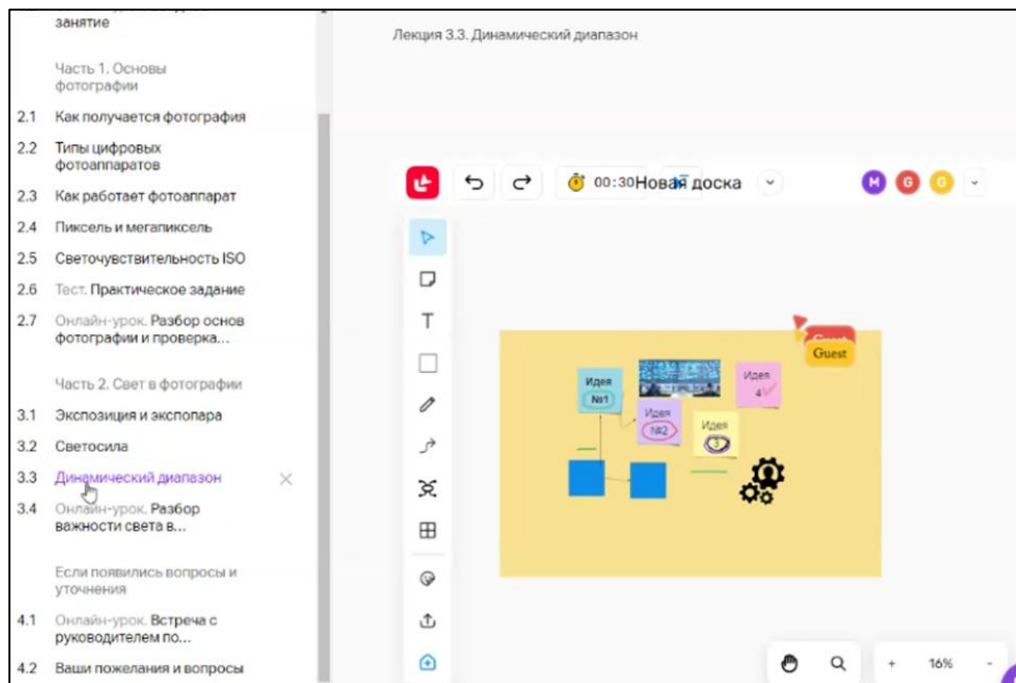 занятие
Часть 1. Основы
фотографии
2.1 Как получается фотография
2.2 Типы цифровых
фотоаппаратов
2.3 Как работает фотоаппарат
2.4 Пиксель и мегапиксель
2.5 Светочувствительность ISO
2.6 Тест. Практическое задание
2.7 Онлайн-урок. Разбор основ
фотографии и проверка...
Часть 2. Свет в фотографии
3.1 Экспозиция и экспопара
3.2 Светосила
3.3 Динамический диапазон
3.4 Онлайн-урок. Разбор
важности света в...
Если появились вопросы и
уточнения
4.1 Онлайн-урок. Встреча с
руководителем по...
4.2 Ваши пожелания и вопросы
Лекция 3.3. Динамический диапазон
00:30 Новая доска
M G G
T
Guest
Идея
№1
Идея
№2
Идея
3
Идея
4
+ 16% -